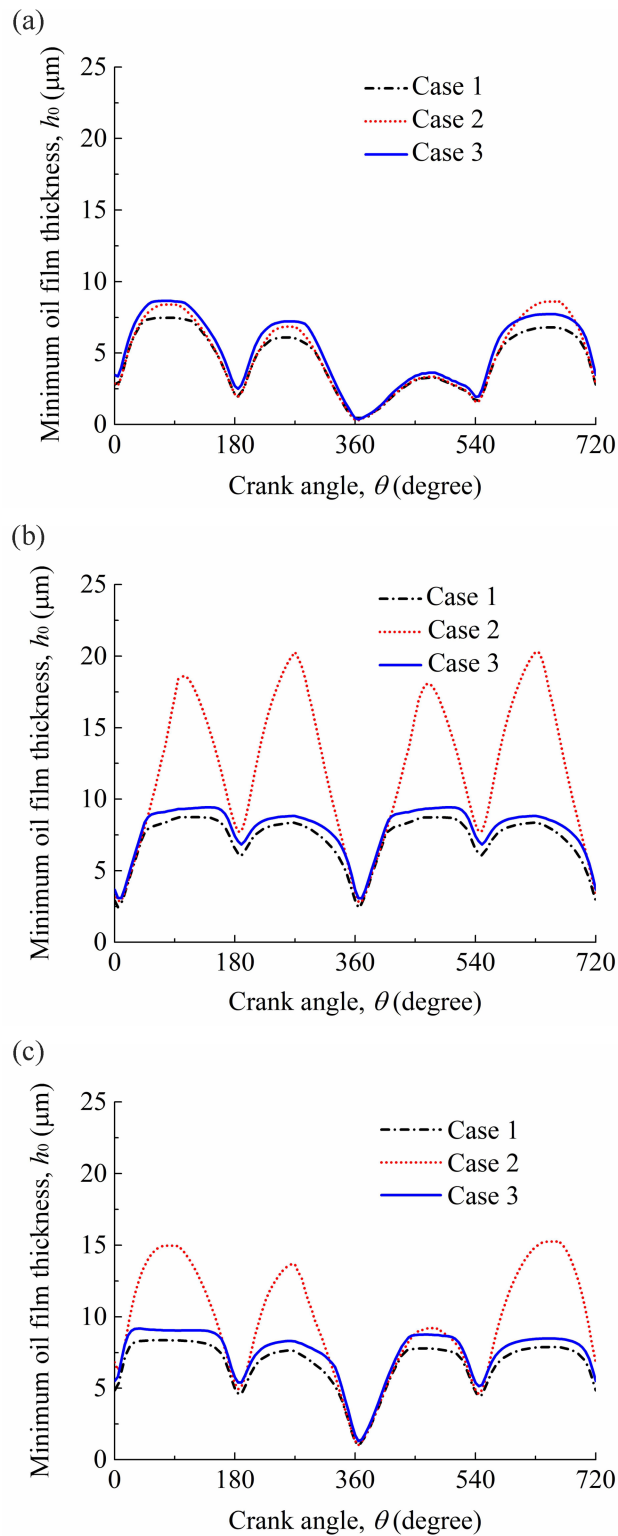 (a)
25
20
15
10
5
0
Minimum oil film thickness, h0 (μm)
Case 1
Case 2
Case 3
0 180 360 540 720
Crank angle, θ (degree)
(b)
25
20
15
10
5
0
Minimum oil film thickness, h0 (μm)
Case 1
Case 2
Case 3
0 180 360 540 720
Crank angle, θ (degree)
(c)
25
20
15
10
5
0
Minimum oil film thickness, h0 (μm)
Case 1
Case 2
Case 3
0 180 360 540 720
Crank angle, θ (degree)